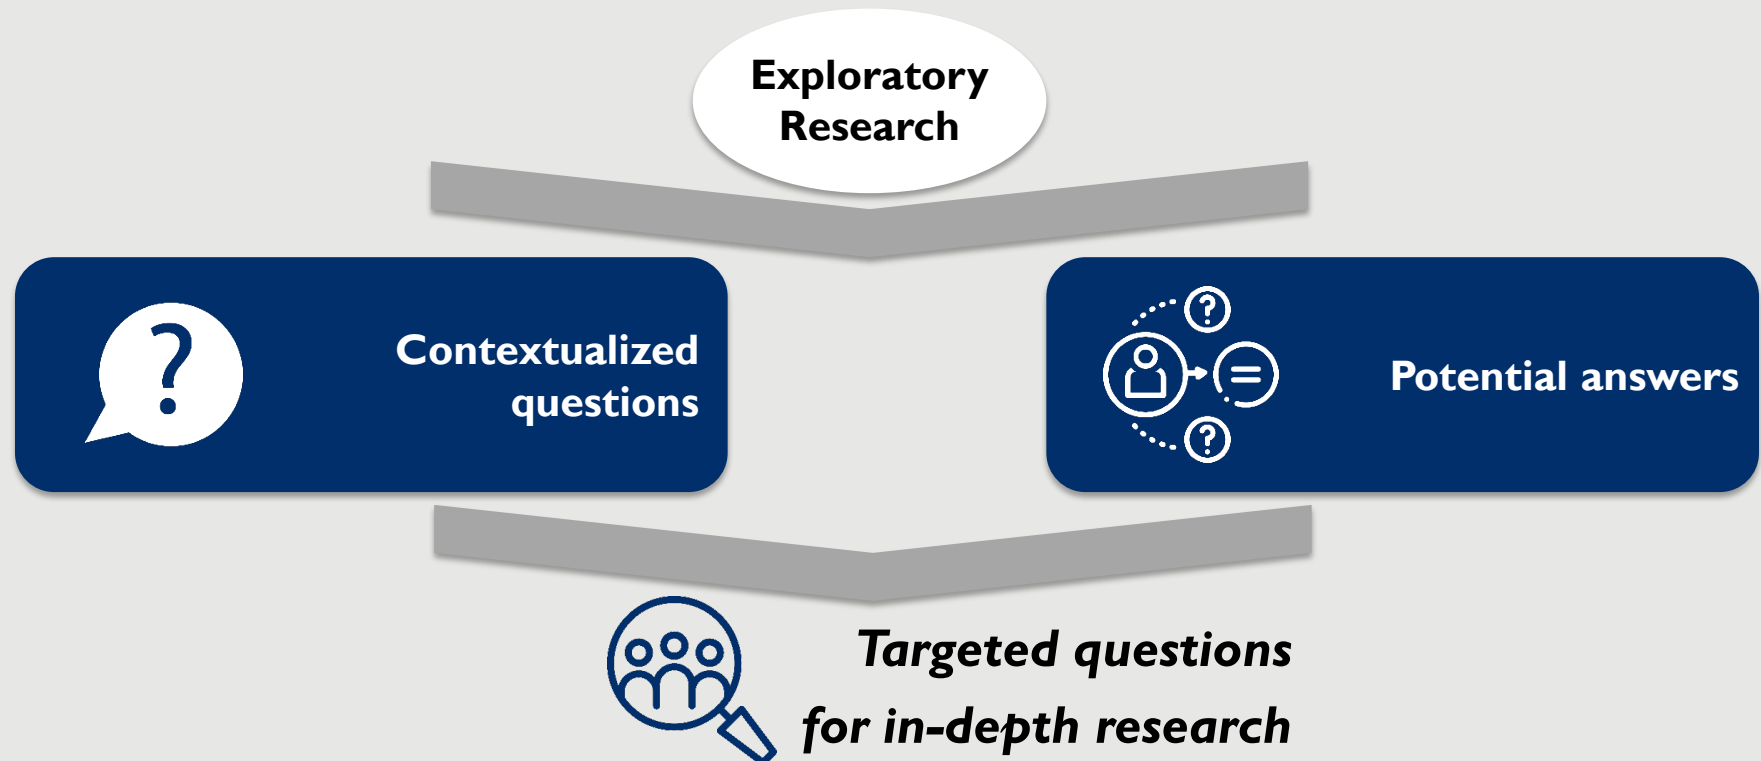 Exploratory
Research
Contextualized
questions
Potential answers
Targeted questions
for in-depth research